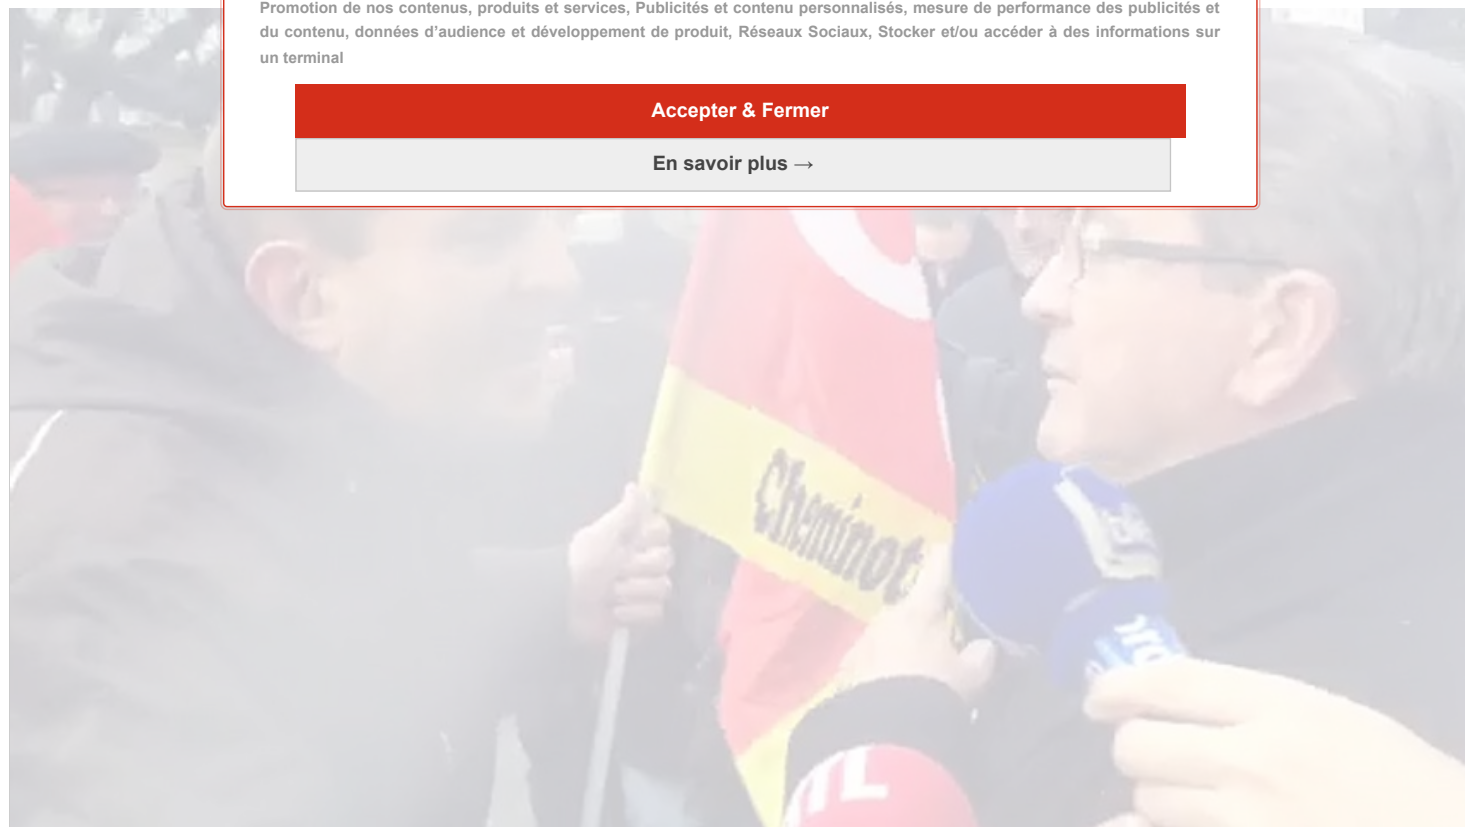 Promotion de nos contenus, produits et services, Publicités et contenu personnalisés, mesure de performance des publicités et
du contenu, données d’audience et développement de produit, Réseaux Sociaux, Stocker et/ou accéder à des informations sur
un terminal
Accepter & Fermer
En savoir plus →
Cheminot